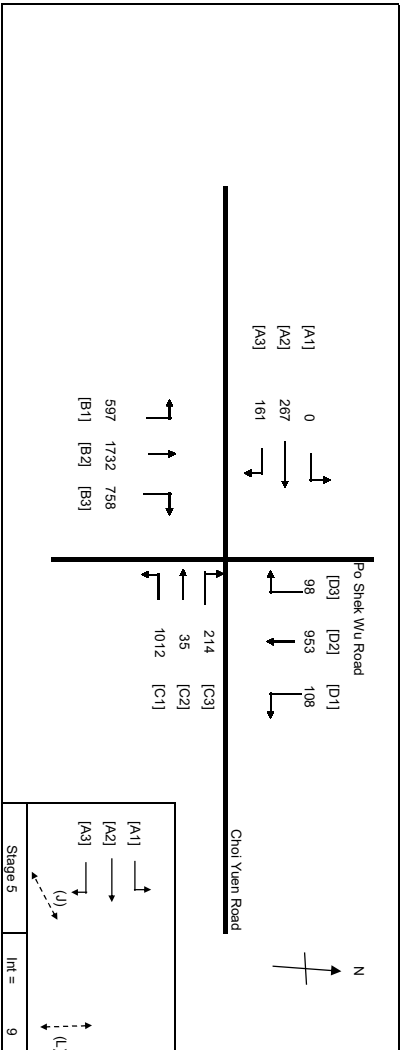 Po Shek Wu Road
N
[D3] [D2] [D1]
98 953 108
[A1] 0
[A2] 267
[A3] 161
Choi Yuen Road
214 [C3]
35 [C2]
1012 [C1]
597 1732 758
[B1] [B2] [B3]
[A1]
[A2]
[A3]
(J)
(L
Stage 5 Int = 9